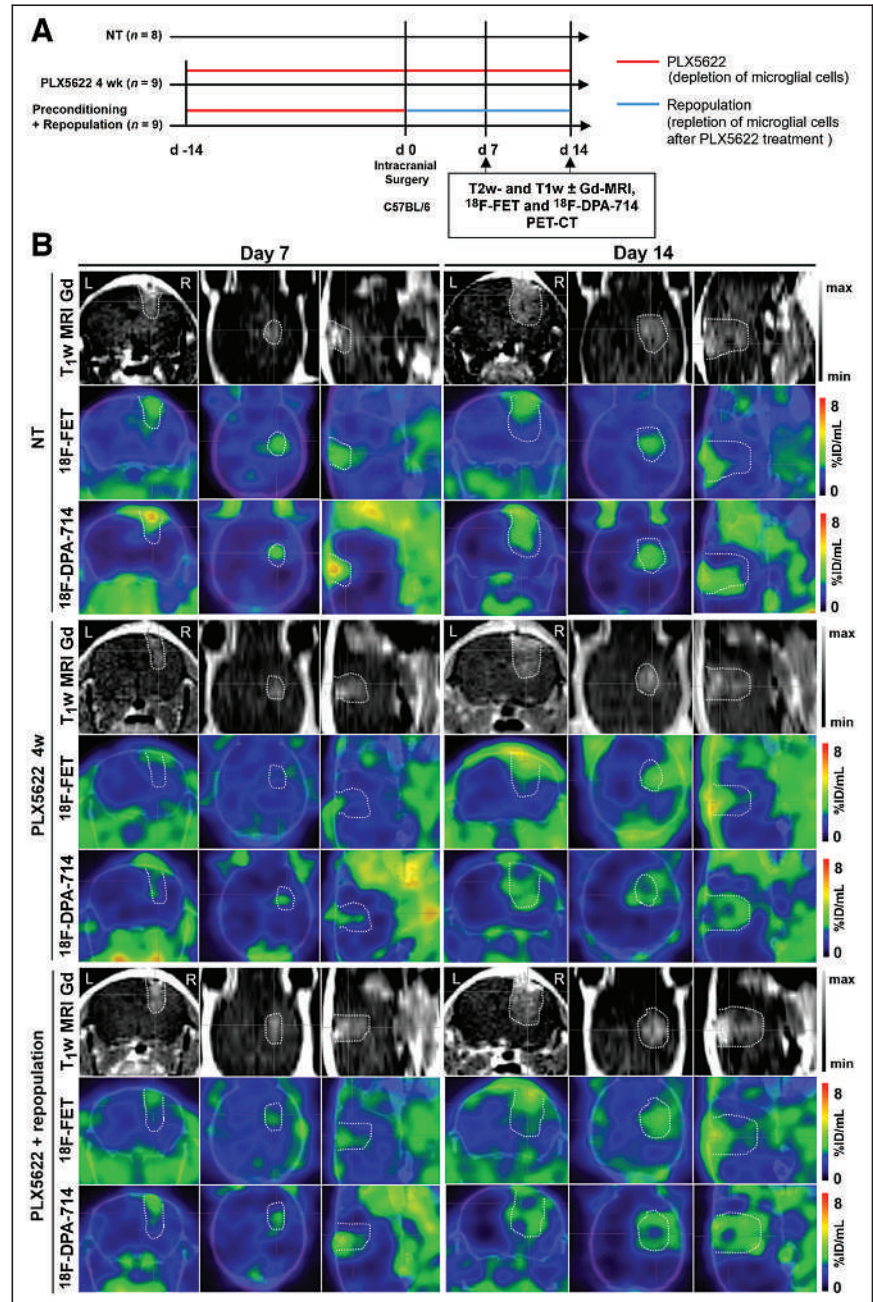 A
NT (n = 8)
PLX5622 4 wk (n = 9)
Preconditioning
+ Repopulation (n = 9)
PLX5622
(depletion of microglial cells)
Repopulation
(repletion of microglial cells
after PLX5622 treatment )
d -14
d 0
d 7
d 14
Intracranial
Surgery
C57BL/6
T2w- and T1w ± Gd-MRI,
¹⁸F-FET and ¹⁸F-DPA-714
PET-CT
B
Day 7
Day 14
NT
T₁w MRI Gd
L
R
L
R
max
min
18F-FET
8
%ID/mL
0
18F-DPA-714
8
%ID/mL
0
PLX5622 4w
T₁w MRI Gd
L
R
L
R
max
min
18F-FET
8
%ID/mL
0
18F-DPA-714
8
%ID/mL
0
PLX5622 + repopulation
T₁w MRI Gd
L
R
L
R
max
min
18F-FET
8
%ID/mL
0
18F-DPA-714
8
%ID/mL
0